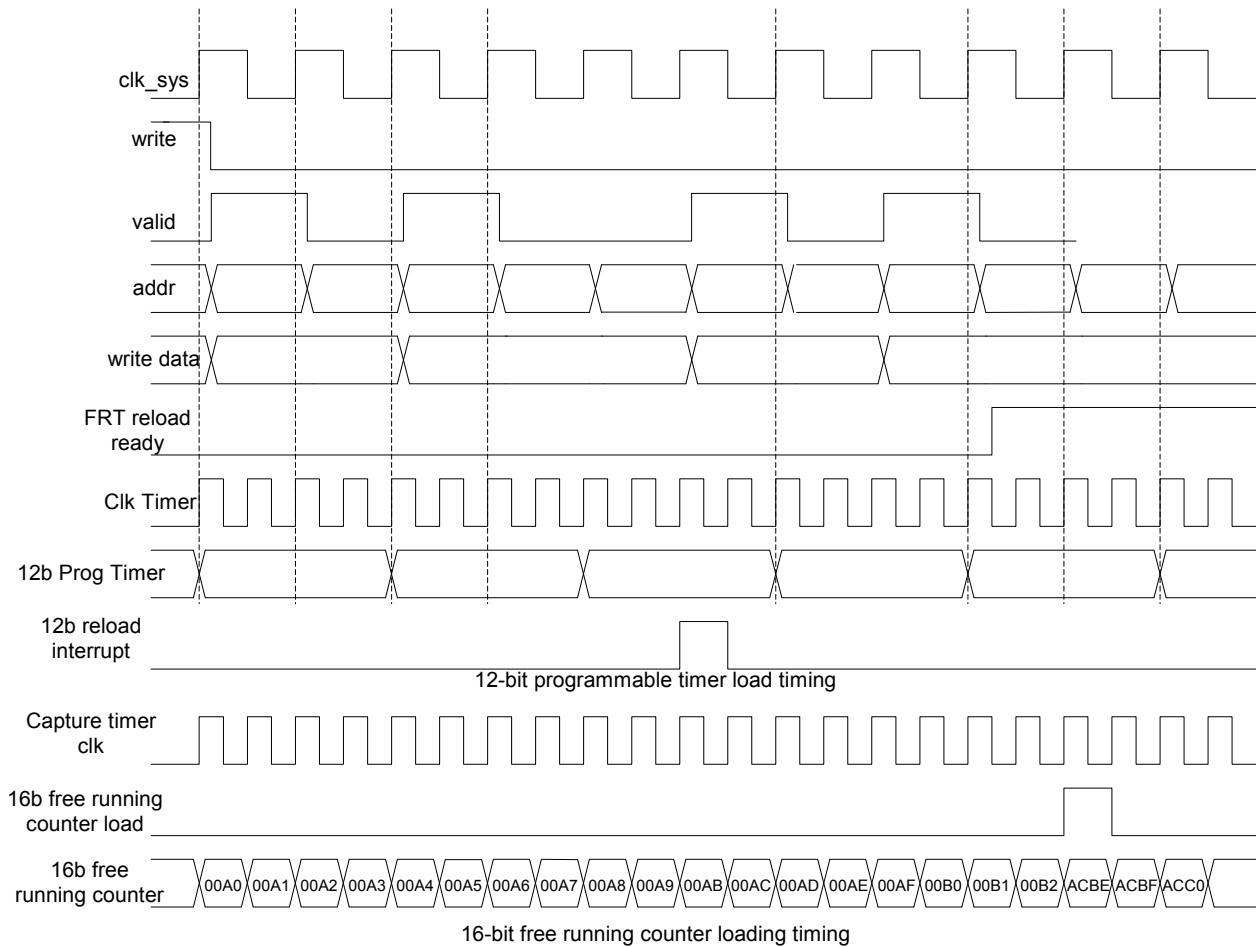 clk_sys
write
valid
addr
write data
FRT reload
ready
Clk Timer
12b Prog Timer
12b reload
interrupt
12-bit programmable timer load timing
Capture timer
clk
16b free running
counter load
16b free
running counter
00A0 00A1 00A2 00A3 00A4 00A5 00A6 00A7 00A8 00A9 00AB 00AC 00AD 00AE 00AF 00B0 00B1 00B2 ACBE ACBF ACC0
16-bit free running counter loading timing